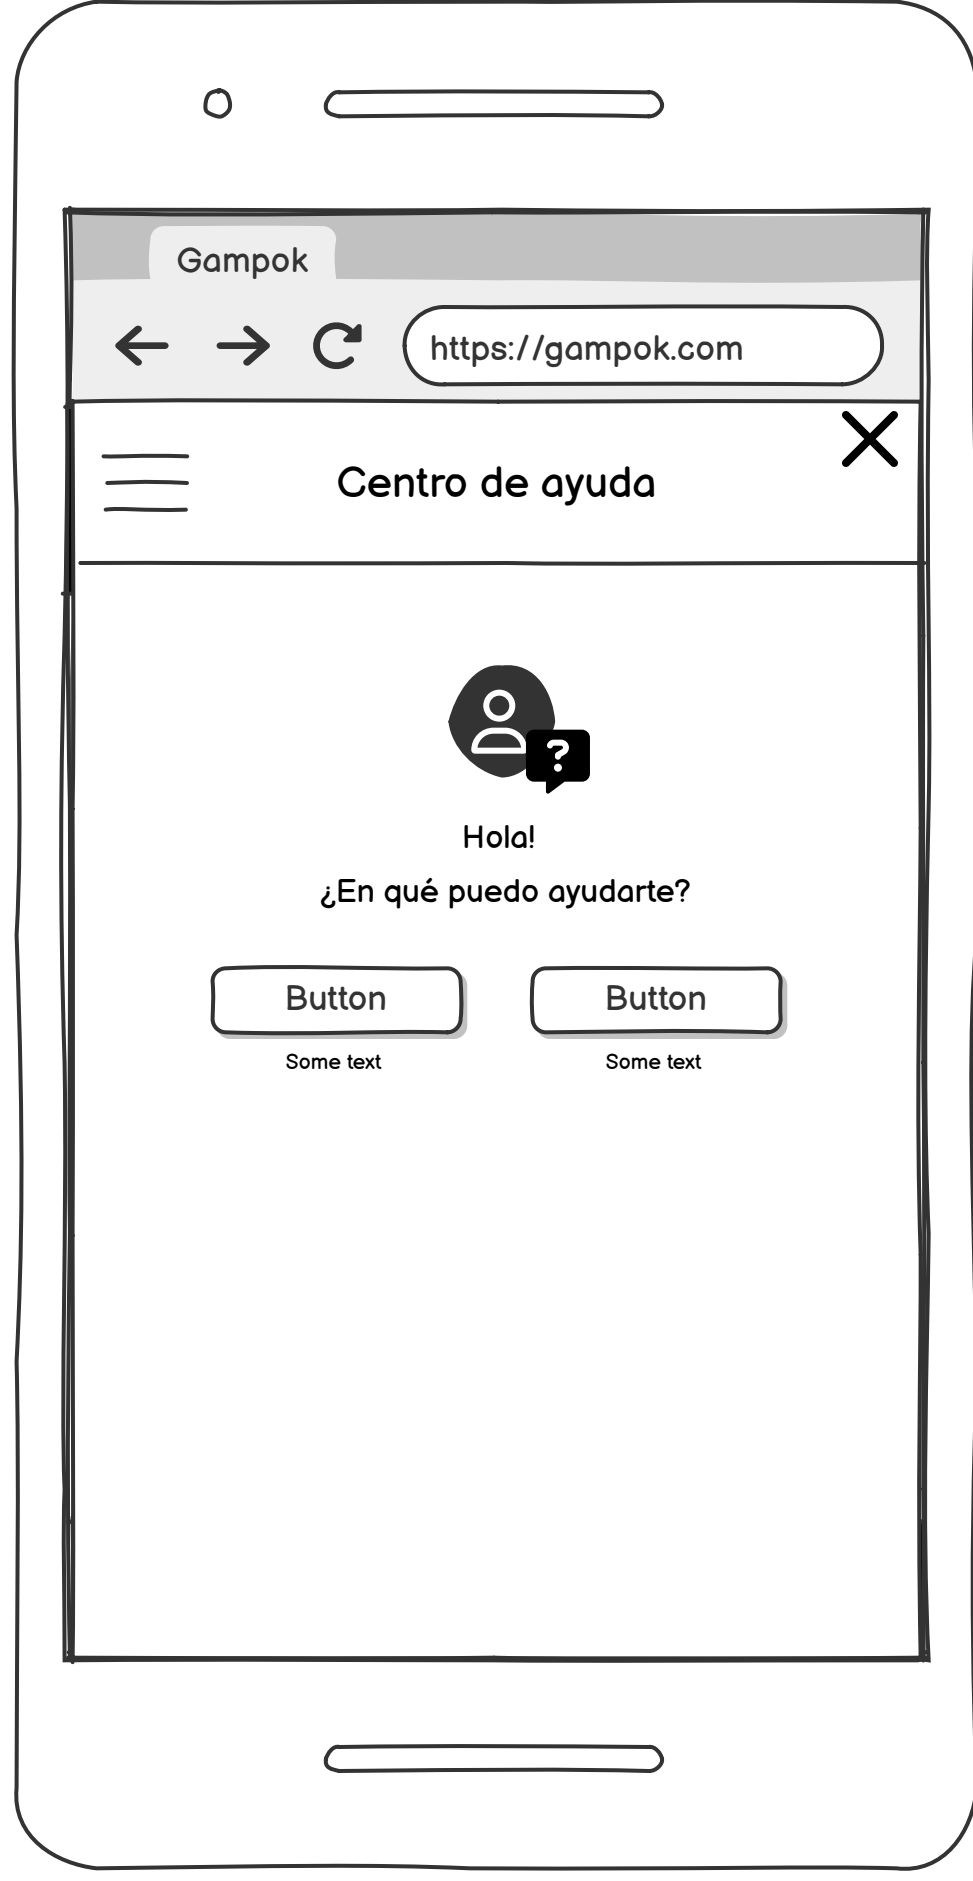 Gampok
https://gampok.com
Centro de ayuda
?
Hola!
¿En qué puedo ayudarte?
Button Button
Some text Some text